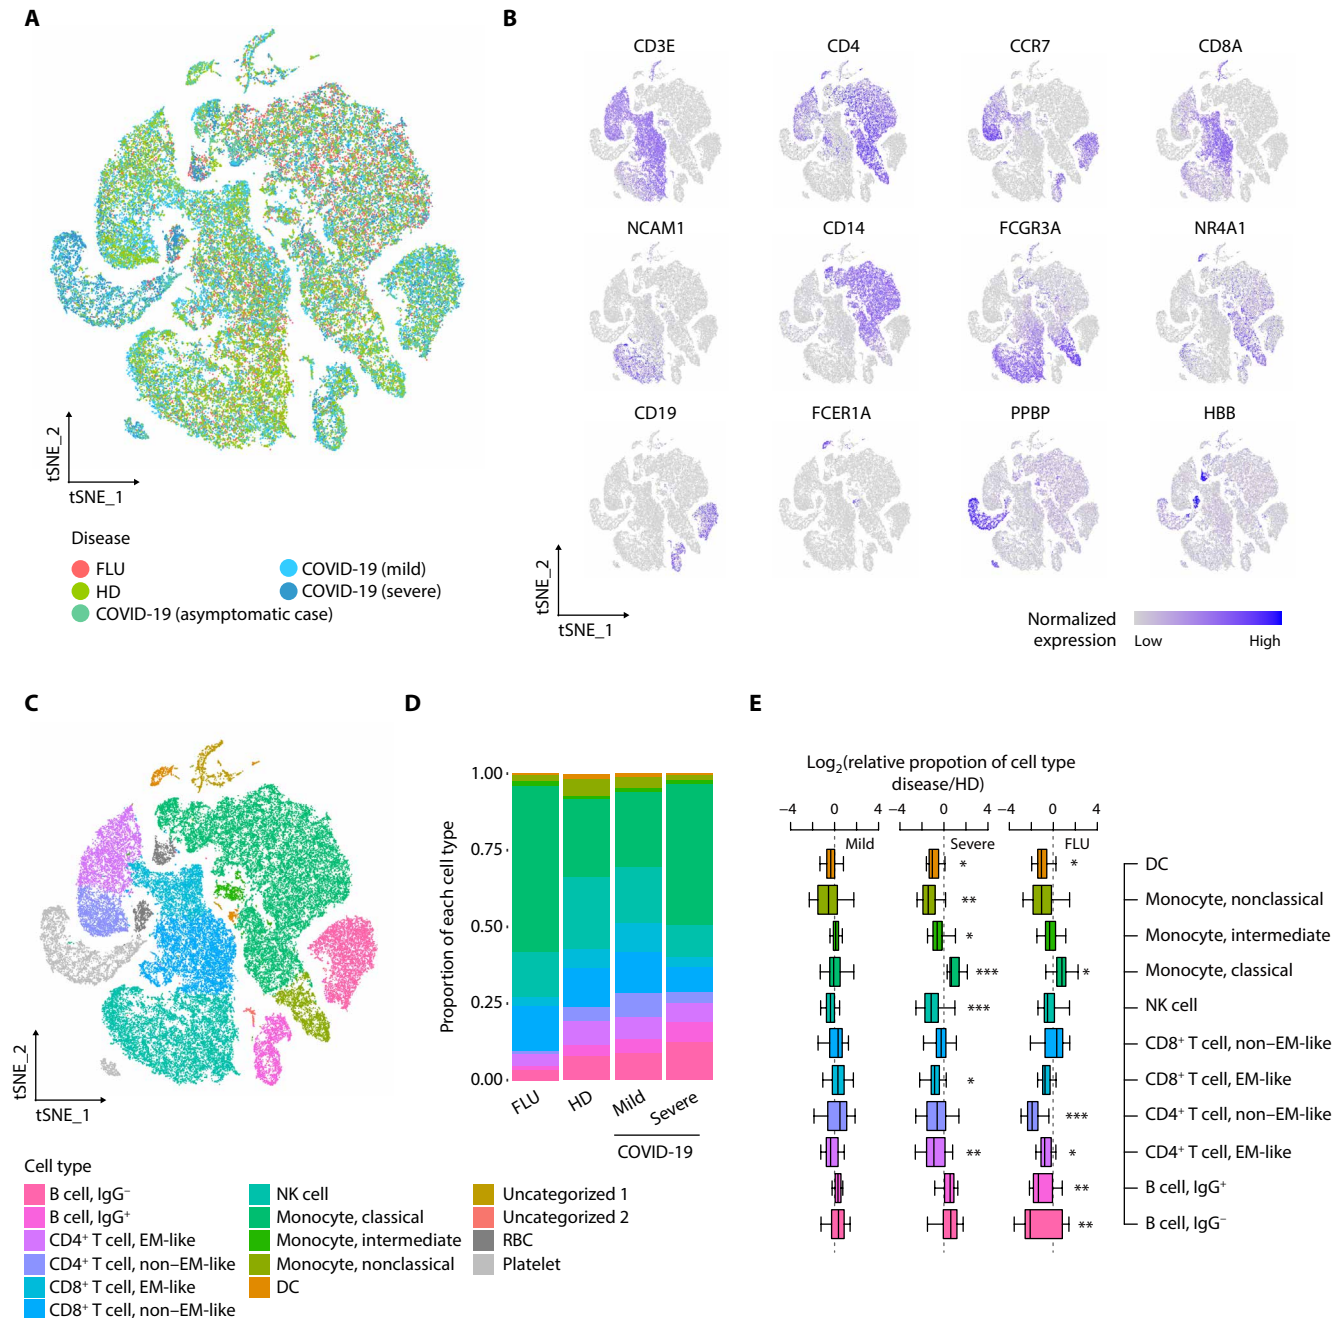 A
tSNE_2
tSNE_1
Disease
FLU
HD
COVID-19 (asymptomatic case)
COVID-19 (mild)
COVID-19 (severe)
B
CD3E
CD4
CCR7
CD8A
NCAM1
CD14
FCGR3A
NR4A1
CD19
FCER1A
PPBP
HBB
tSNE_2
tSNE_1
Normalized
expression
Low
High
C
tSNE_2
tSNE_1
Cell type
B cell, IgG⁻
B cell, IgG⁺
CD4⁺ T cell, EM-like
CD4⁺ T cell, non–EM-like
CD8⁺ T cell, EM-like
CD8⁺ T cell, non–EM-like
NK cell
Monocyte, classical
Monocyte, intermediate
Monocyte, nonclassical
DC
Uncategorized 1
Uncategorized 2
RBC
Platelet
D
Proportion of each cell type
1.00
0.75
0.50
0.25
0.00
FLU
HD
Mild
Severe
COVID-19
E
Log₂(relative propotion of cell type
disease/HD)
−4 0 4 −4 0 4 −4 0 4
Mild Severe FLU
* * DC
** Monocyte, nonclassical
* Monocyte, intermediate
*** * Monocyte, classical
*** NK cell
CD8⁺ T cell, non–EM-like
* CD8⁺ T cell, EM-like
*** CD4⁺ T cell, non–EM-like
** * CD4⁺ T cell, EM-like
** B cell, IgG⁺
** B cell, IgG⁻